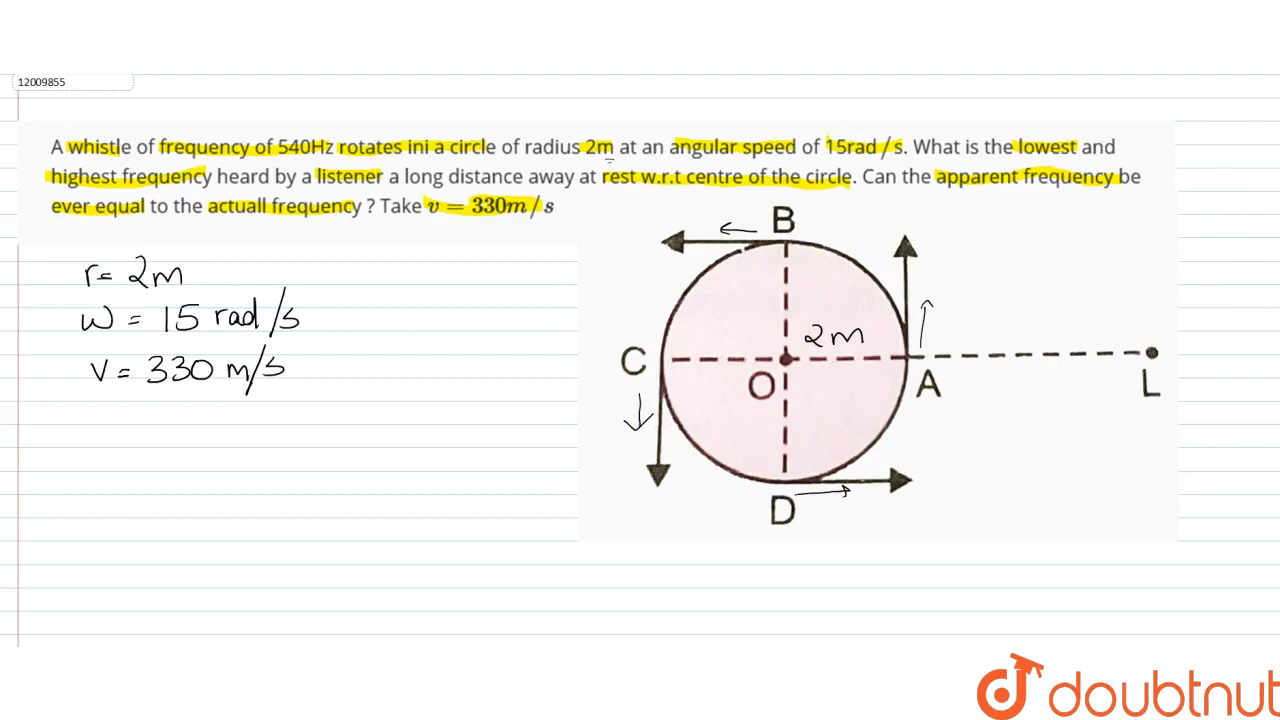 12009855
A whistle of frequency of 540Hz rotates ini a circle of radius 2m at an angular speed of 15rad/s. What is the lowest and
highest frequency heard by a listener a long distance away at rest w.r.t centre of the circle. Can the apparent frequency be
ever equal to the actuall frequency ? Take v = 330m/s
r= 2m
w = 15 rad/s
v = 330 m/s
B
2m
C
O
A
L
D
doubtnut